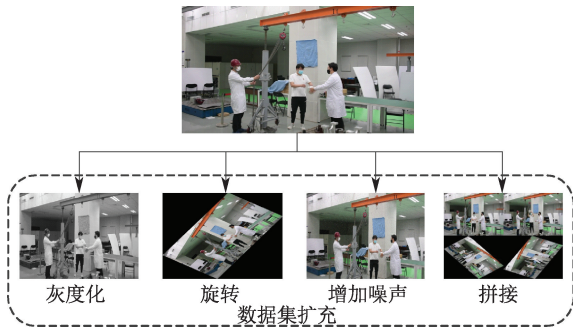 灰度化
旋转
增加噪声
拼接
数据集扩充